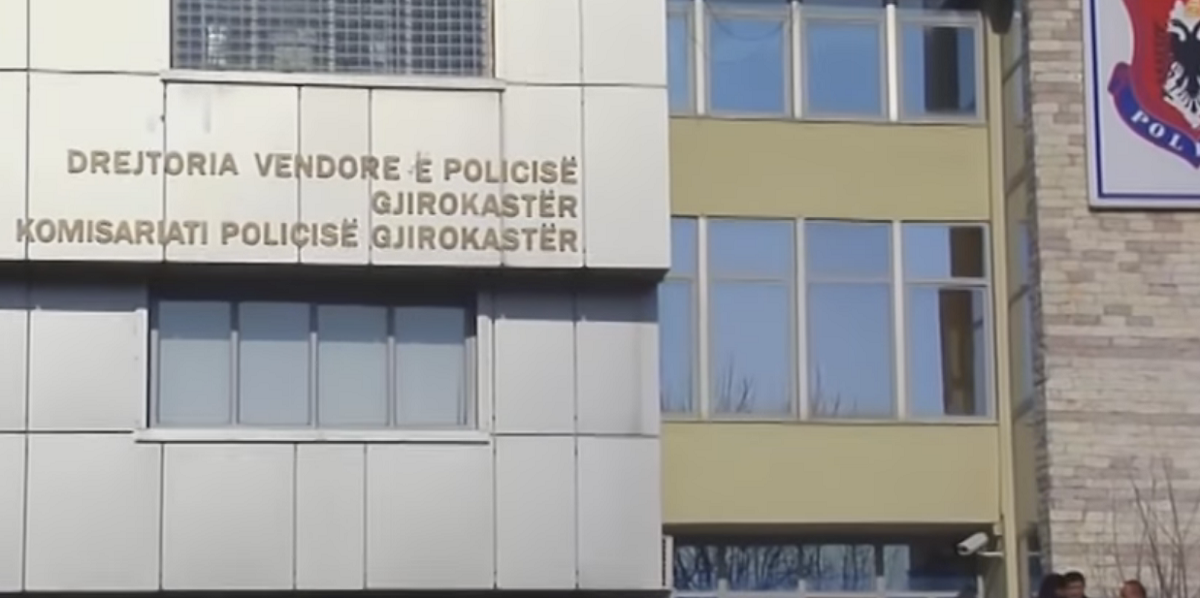 DREJTORIA VENDORE E POLICISË
GJIROKASTËR
KOMISARIATI POLICISË GJIROKASTËR